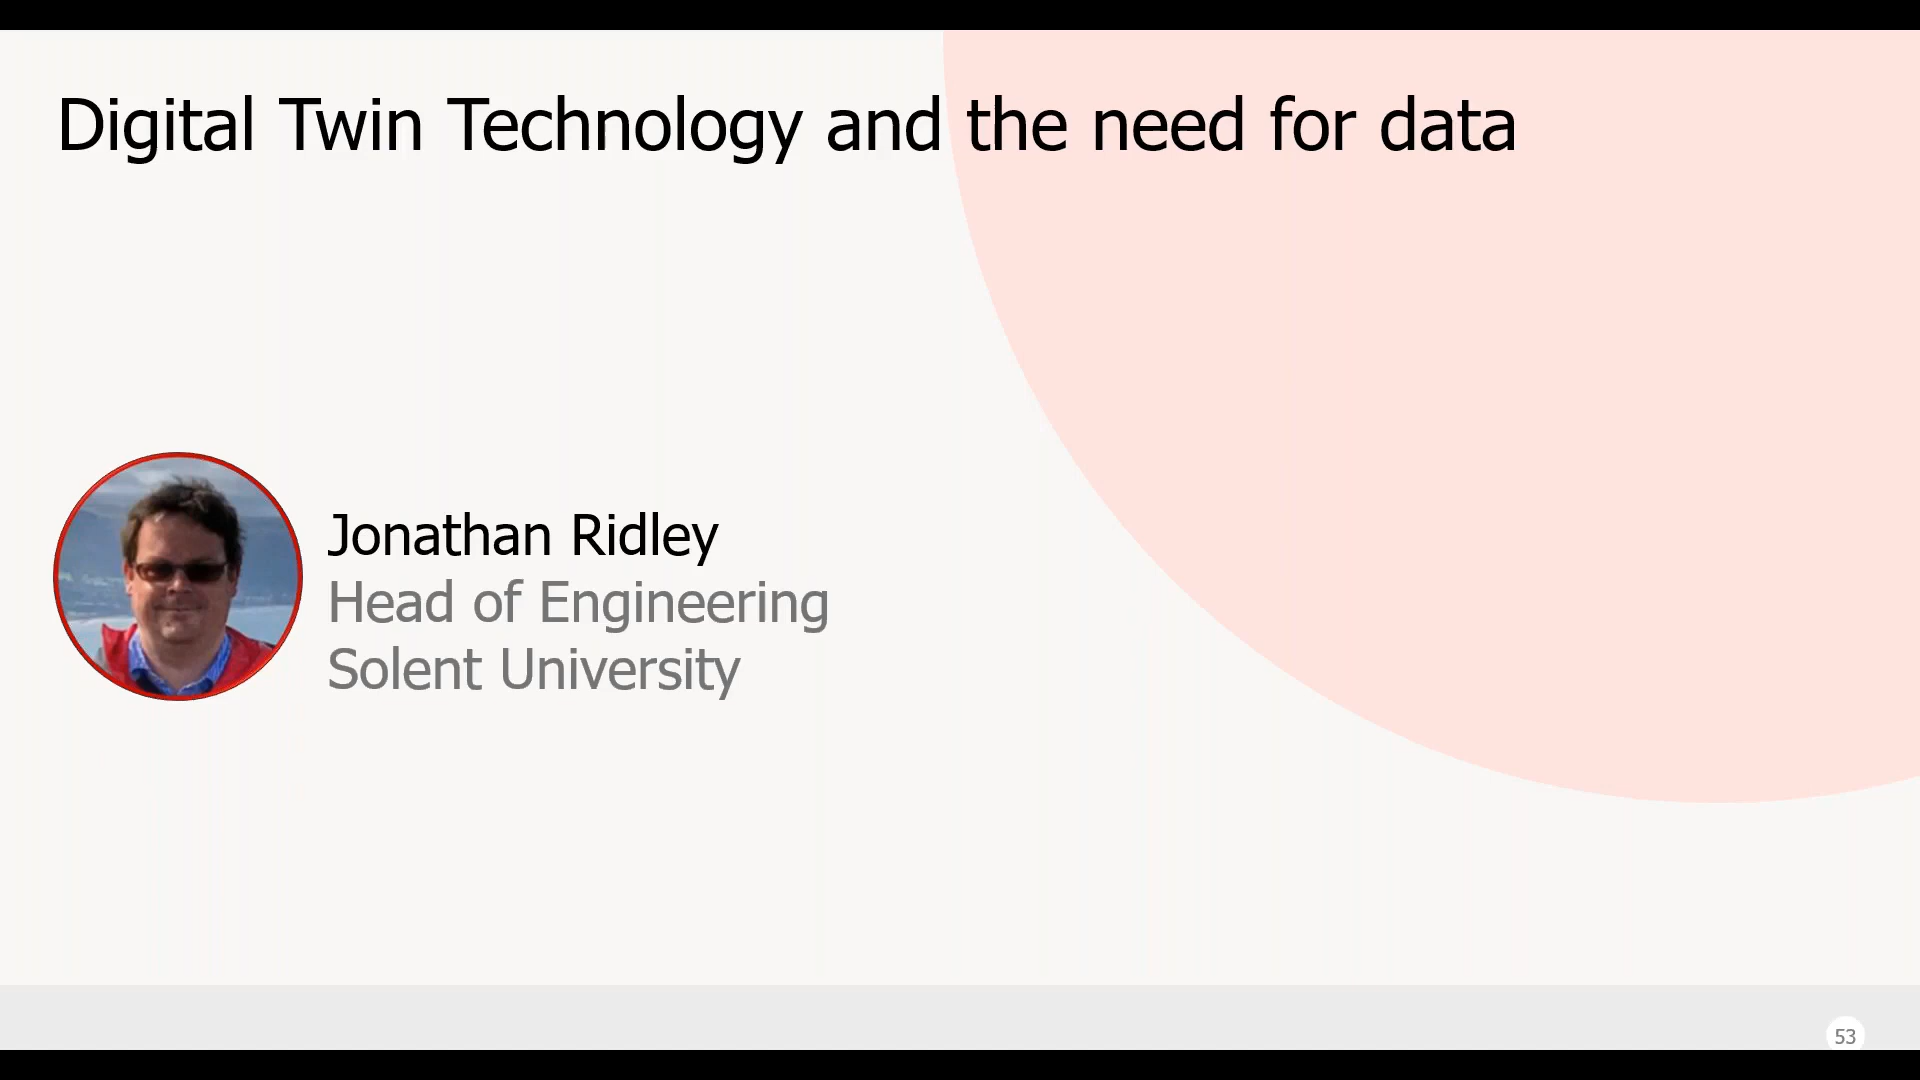 Digital Twin Technology and the need for data
Jonathan Ridley
Head of Engineering
Solent University
53